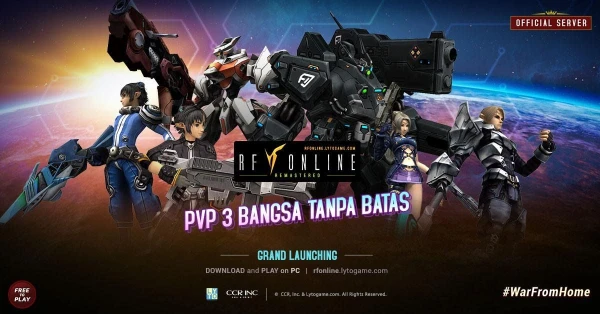 OFFICIAL SERVER
RFONLINE.LYTOGAME.COM
RF ONLINE
REMASTERED
PVP 3 BANGSA TANPA BATAS
GRAND LAUNCHING
DOWNLOAD and PLAY on PC | rfonline.lytogame.com
FREE TO PLAY
LYTO
CCR INC
© CCR, Inc. & Lytogame.com. All Rights Reserved.
#WarFromHome